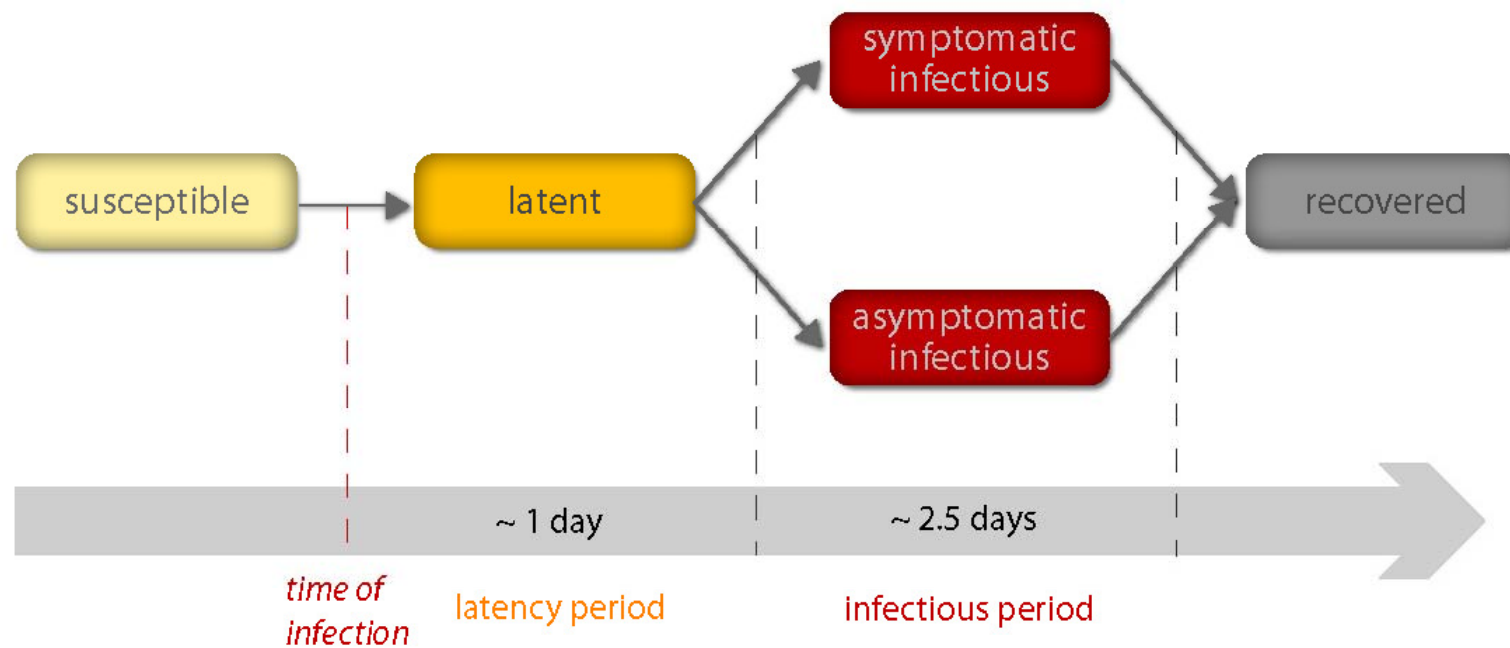 symptomatic
infectious
susceptible
latent
recovered
asymptomatic
infectious
~ 1 day
~ 2.5 days
time of
infection
latency period
infectious period